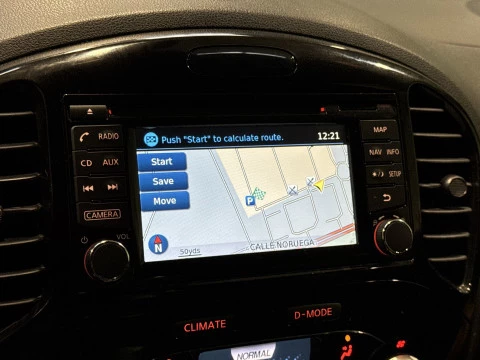 Push "Start" to calculate route. 12:21
RADIO
CD AUX
CAMERA
VOL
Start
Save
Move
P
N
50yds
CALLE NORUEGA
MAP
NAV INFO
SETUP
CLIMATE
D-MODE
NORMAL